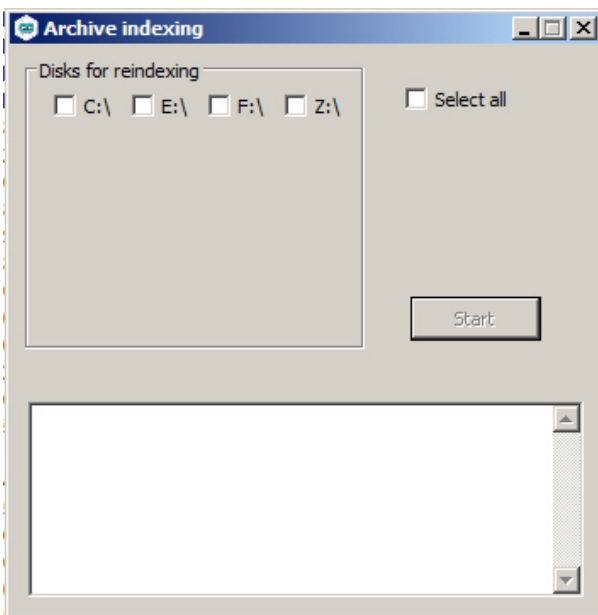 Archive indexing
Disks for reindexing
C:\ E:\ F:\ Z:\
Select all
Start